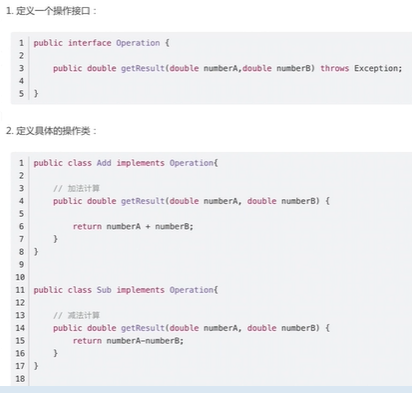 1. 定义一个操作接口：
1 public interface Operation {
2
3 public double getResult(double numberA,double numberB) throws Exception;
4
5 }
2. 定义具体的操作类：
1 public class Add implements Operation{
2
3 // 加法计算
4 public double getResult(double numberA, double numberB) {
5
6 return numberA + numberB;
7 }
8 }
9
10
11 public class Sub implements Operation{
12
13 // 减法计算
14 public double getResult(double numberA, double numberB) {
15 return numberA-numberB;
16 }
17 }
18